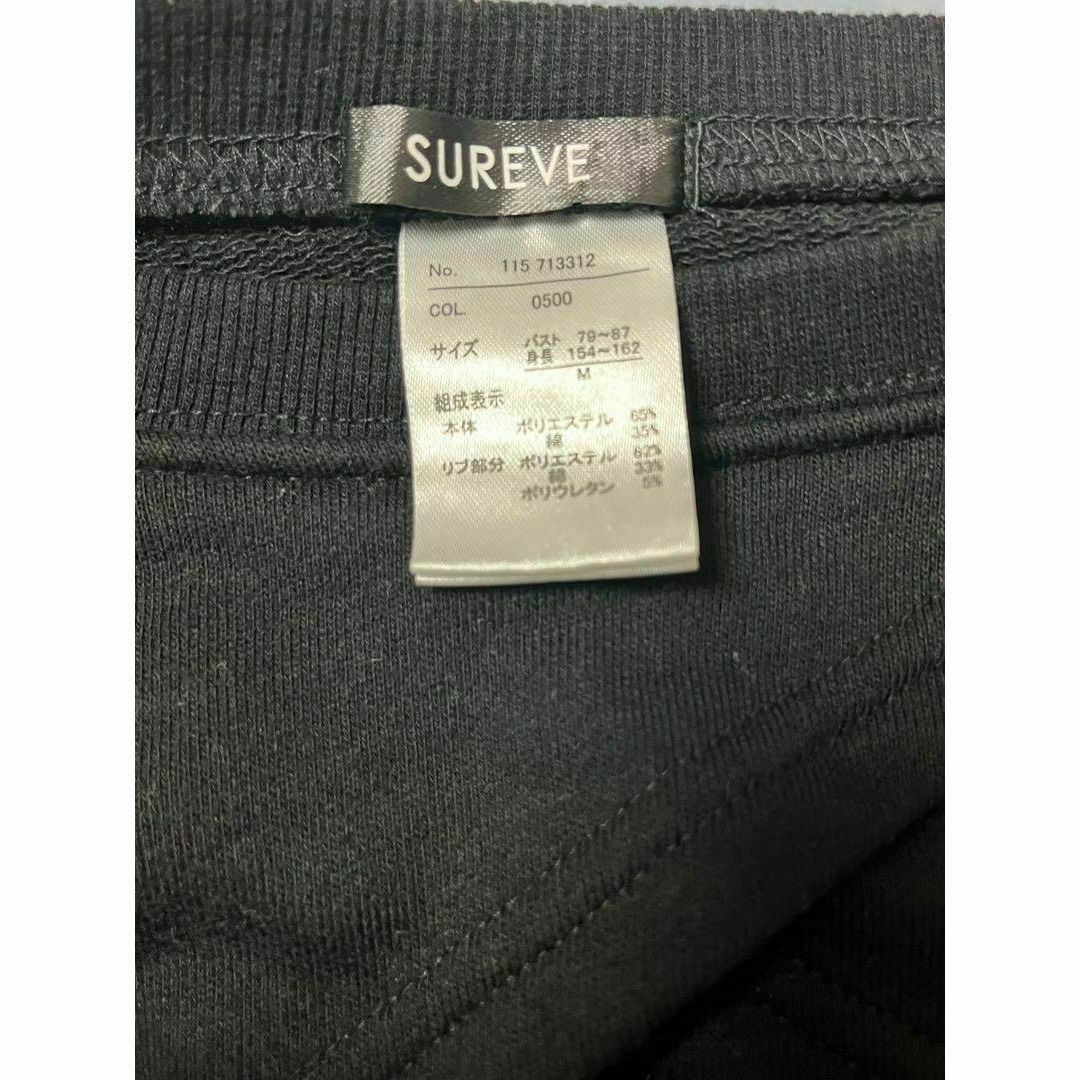 SUREVE
No. 115 713312
COL. 0500
サイズ バスト 79～87
身長 154～162
M
組成表示
本体 ポリエステル 65%
綿 35%
リブ部分 ポリエステル 62%
綿 33%
ポリウレタン 5%